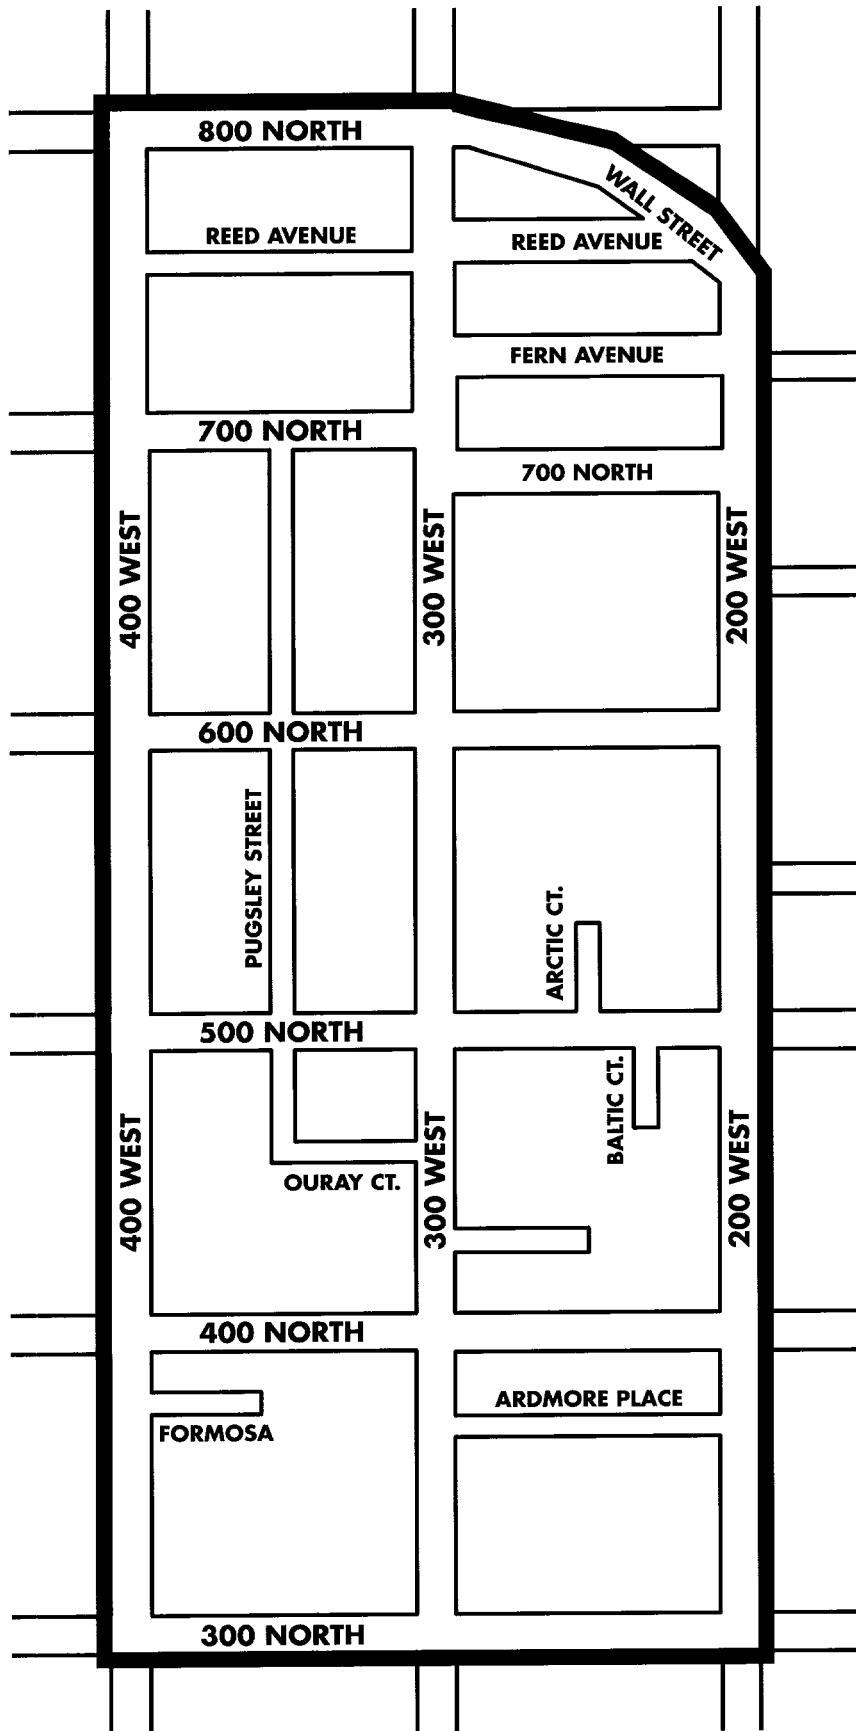 800 NORTH
WALL STREET
REED AVENUE
REED AVENUE
FERN AVENUE
700 NORTH
700 NORTH
400 WEST
300 WEST
200 WEST
600 NORTH
PUGSLEY STREET
ARCTIC CT.
500 NORTH
BALTIC CT.
400 WEST
300 WEST
200 WEST
OURAY CT.
400 NORTH
ARDMORE PLACE
FORMOSA
300 NORTH